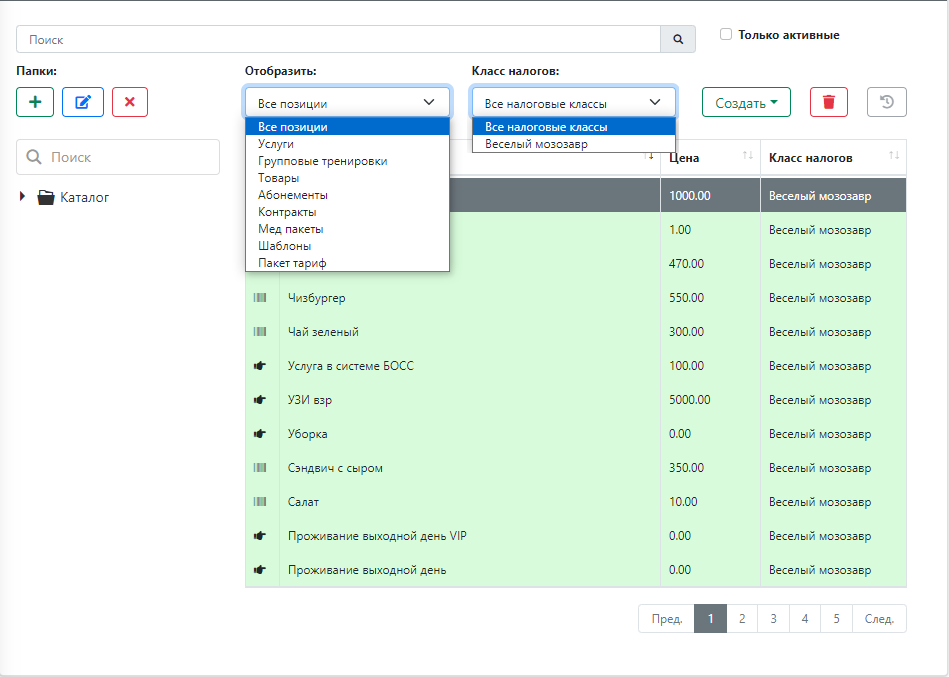 Поиск
Только активные
Папки:
Отобразить:
Класс налогов:
Все позиции
Все налоговые классы
Создать
Все позиции
Услуги
Групповые тренировки
Товары
Абонементы
Контракты
Мед пакеты
Шаблоны
Пакет тариф
Все налоговые классы
Веселый мозозавр
Поиск
Каталог
Цена
Класс налогов
1000.00 Веселый мозозавр
1.00 Веселый мозозавр
470.00 Веселый мозозавр
Чизбургер 550.00 Веселый мозозавр
Чай зеленый 300.00 Веселый мозозавр
Услуга в системе БОСС 100.00 Веселый мозозавр
УЗИ взр 5000.00 Веселый мозозавр
Уборка 0.00 Веселый мозозавр
Сэндвич с сыром 350.00 Веселый мозозавр
Салат 10.00 Веселый мозозавр
Проживание выходной день VIP 0.00 Веселый мозозавр
Проживание выходной день 0.00 Веселый мозозавр
Пред. 1 2 3 4 5 След.